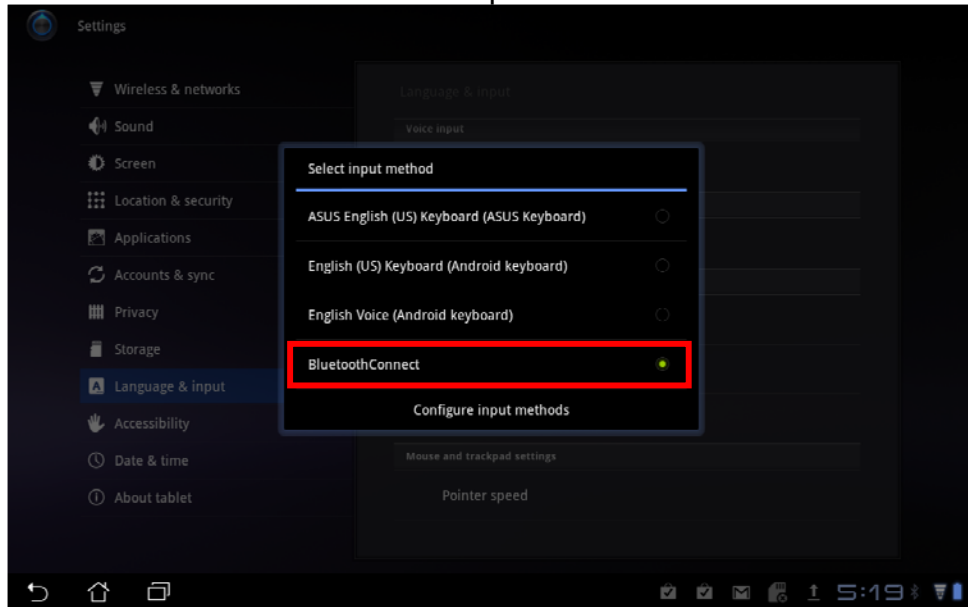 Settings
Wireless & networks
Sound
Screen
Location & security
Applications
Accounts & sync
Privacy
Storage
Language & input
Accessibility
Date & time
About tablet
Language & input
Voice input
Select input method
ASUS English (US) Keyboard (ASUS Keyboard)
English (US) Keyboard (Android keyboard)
English Voice (Android keyboard)
BluetoothConnect
Configure input methods
Mouse and trackpad settings
Pointer speed
5:19